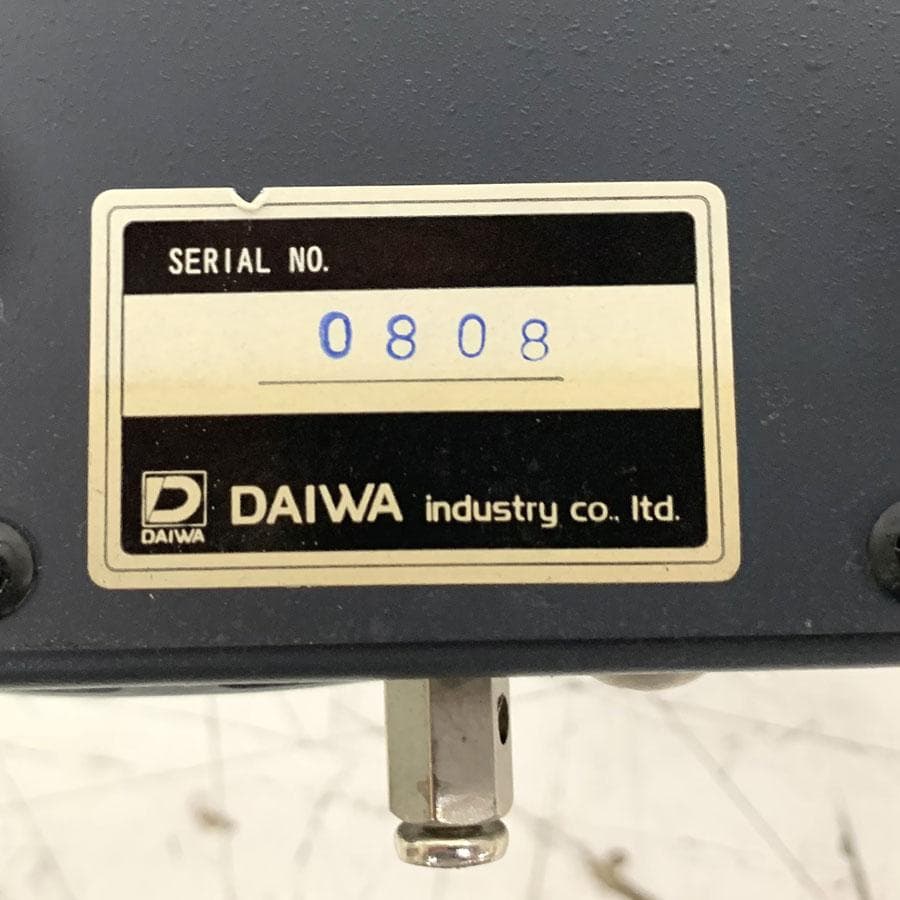 SERIAL NO.
0808
DAIWA
DAIWA industry co., ltd.